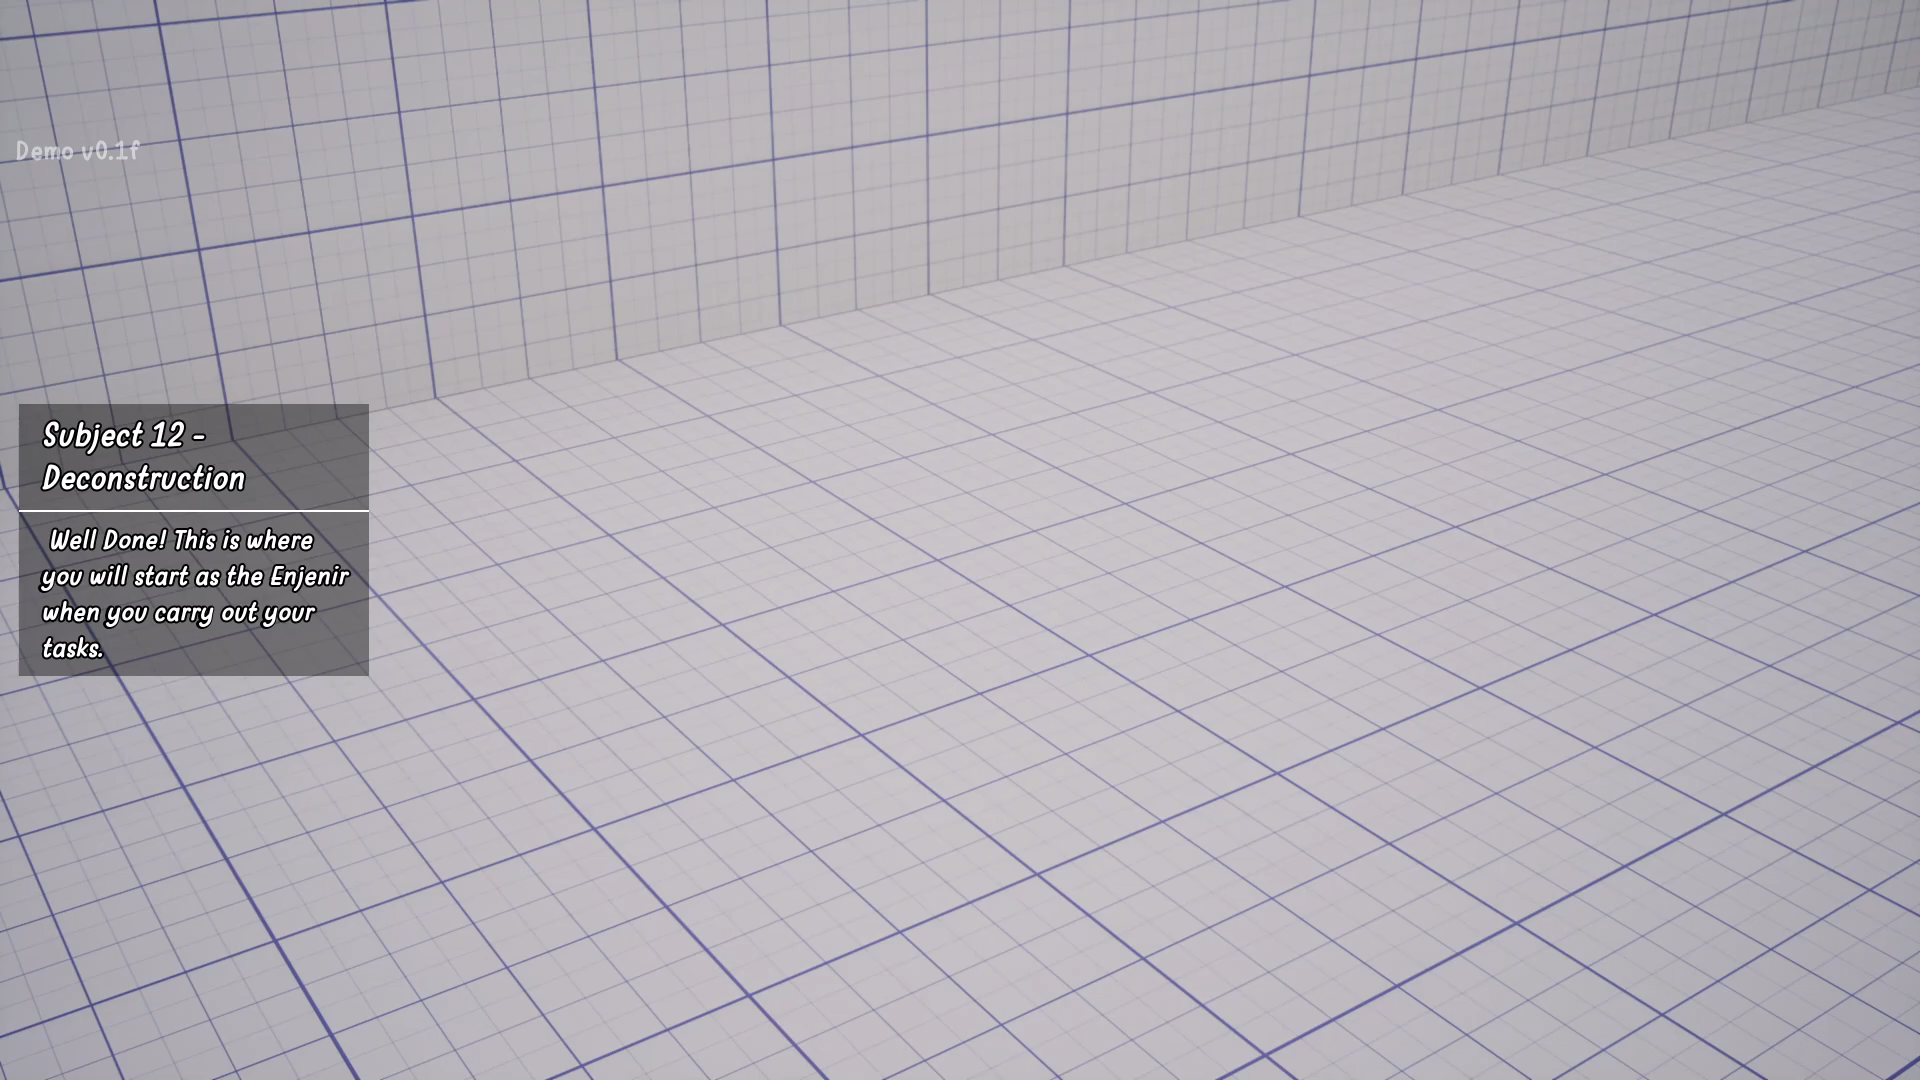 Demo v0.1f
Subject 12 -
Deconstruction
Well Done! This is where
you will start as the Enjenir
when you carry out your
tasks.